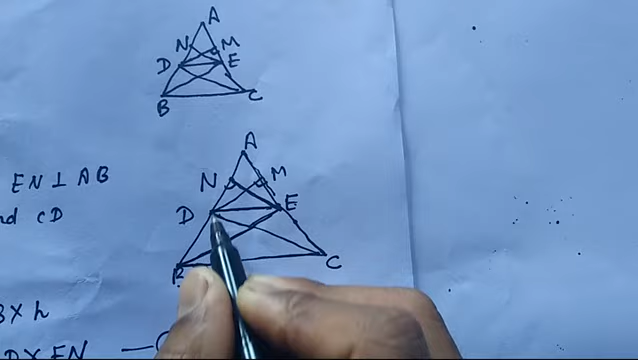 A
N M
D E
B C
A
N M
D E
B C
EN ⊥ AB
nd CD
× h
× EN —